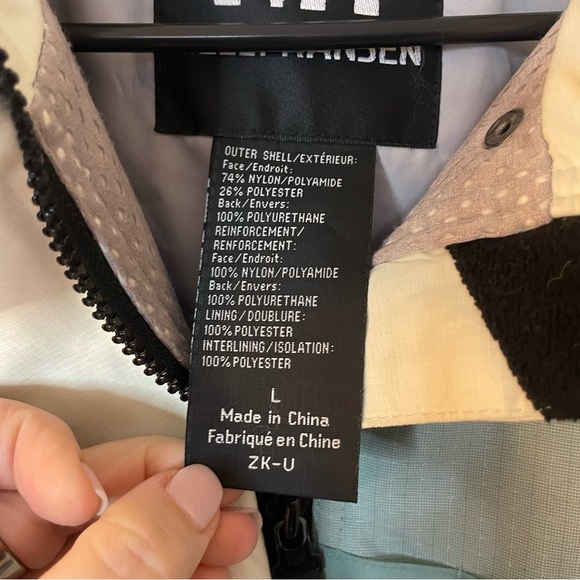 HANSEN
OUTER SHELL/EXTÉRIEUR:
Face/Endroit:
74% NYLON/POLYAMIDE
26% POLYESTER
Back/Envers:
100% POLYURETHANE
REINFORCEMENT/
RENFORCEMENT:
Face/Endroit:
100% NYLON/POLYAMIDE
Back/Envers:
100% POLYURETHANE
LINING/DOUBLURE:
100% POLYESTER
INTERLINING/ISOLATION:
100% POLYESTER
L
Made in China
Fabriqué en Chine
ZK-U